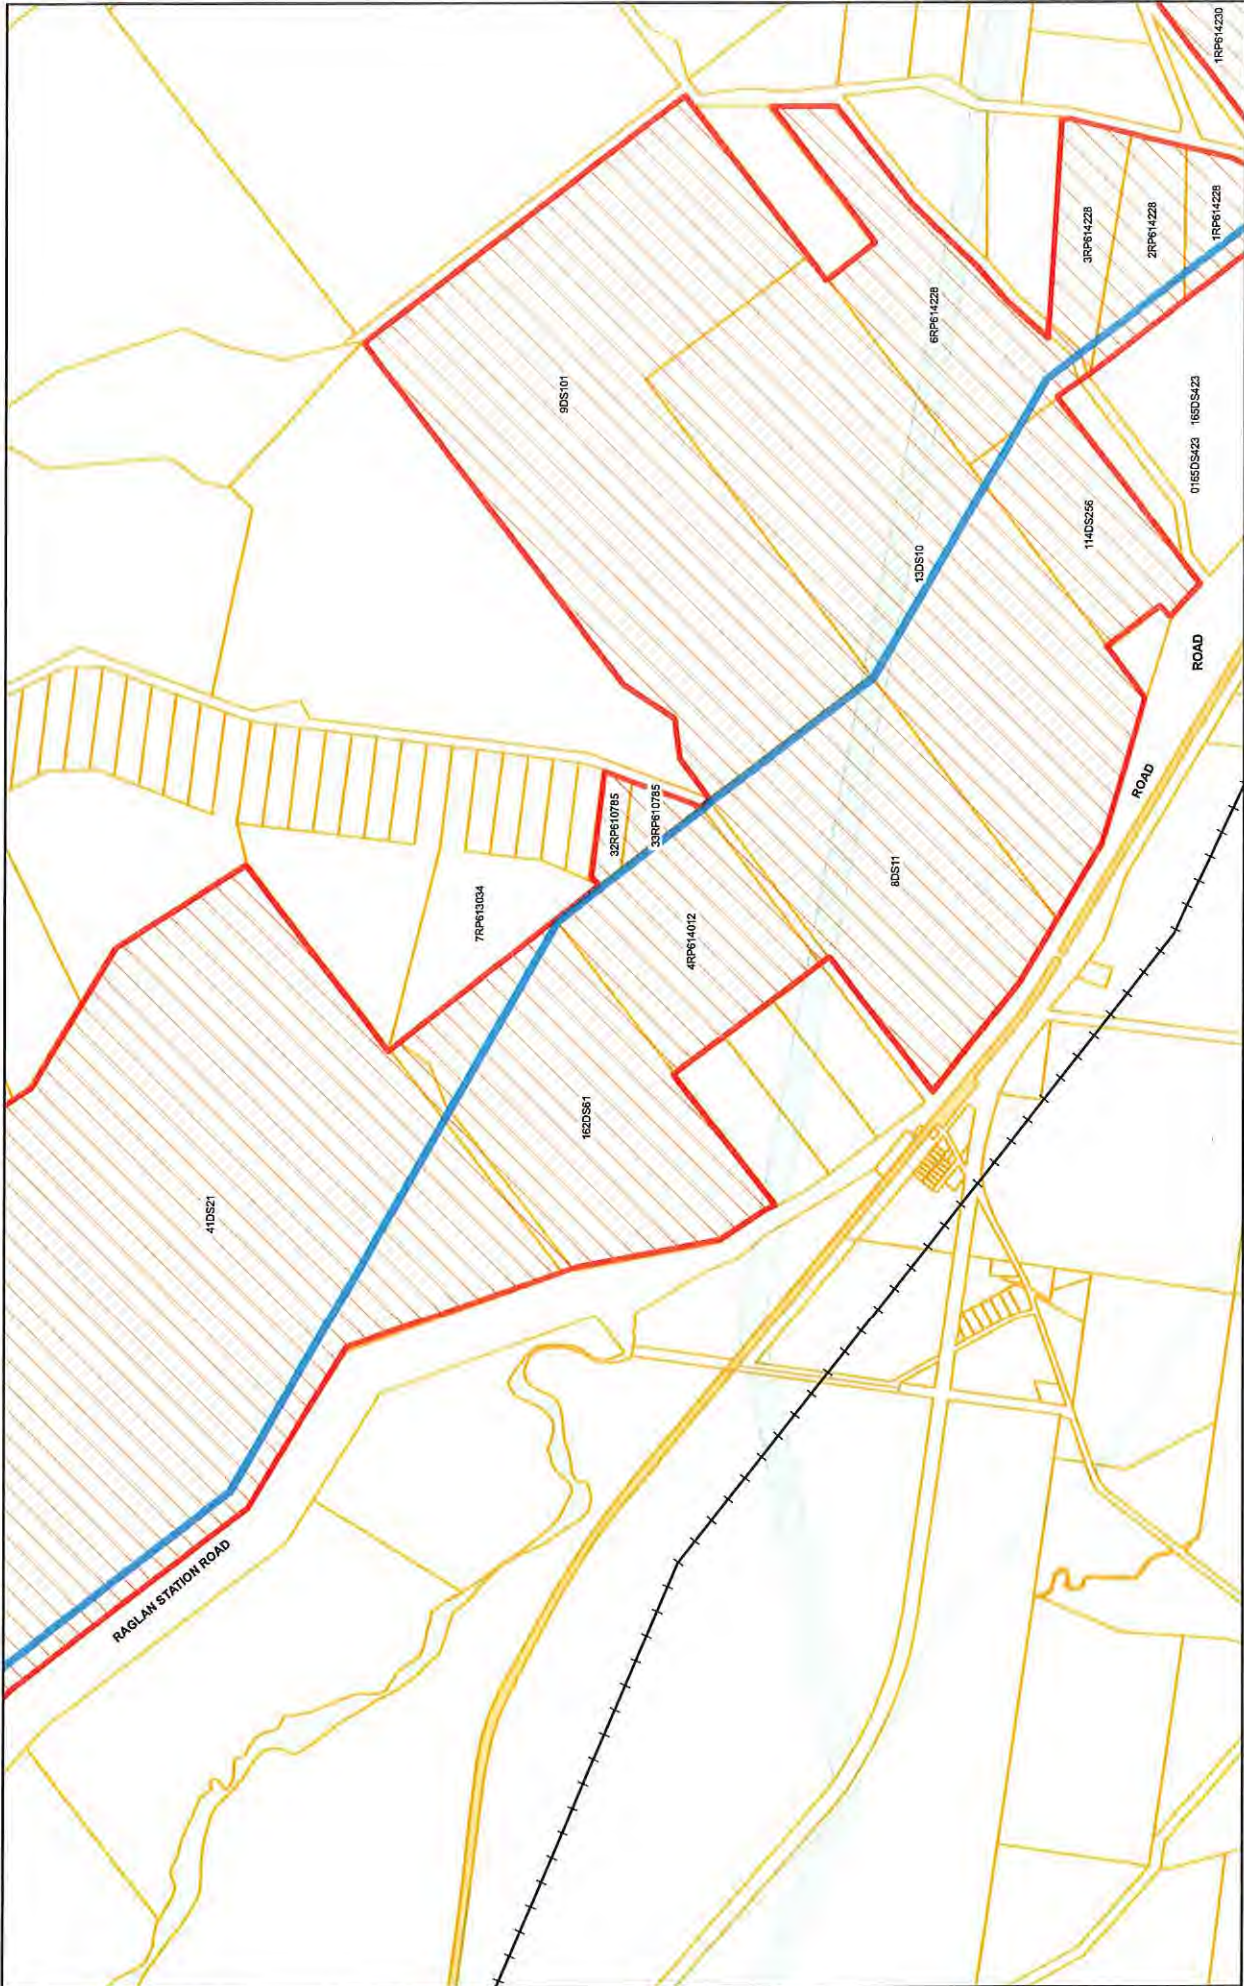 1RP614230
3RP614228
2RP614228
1RP614228
6RP614228
9DS101
0165DS423 165DS423
114DS256
13DS10
ROAD
ROAD
32RP610785
33RP610785
8DS11
7RP613034
4RP614012
162DS61
41DS21
RAGLAN STATION ROAD